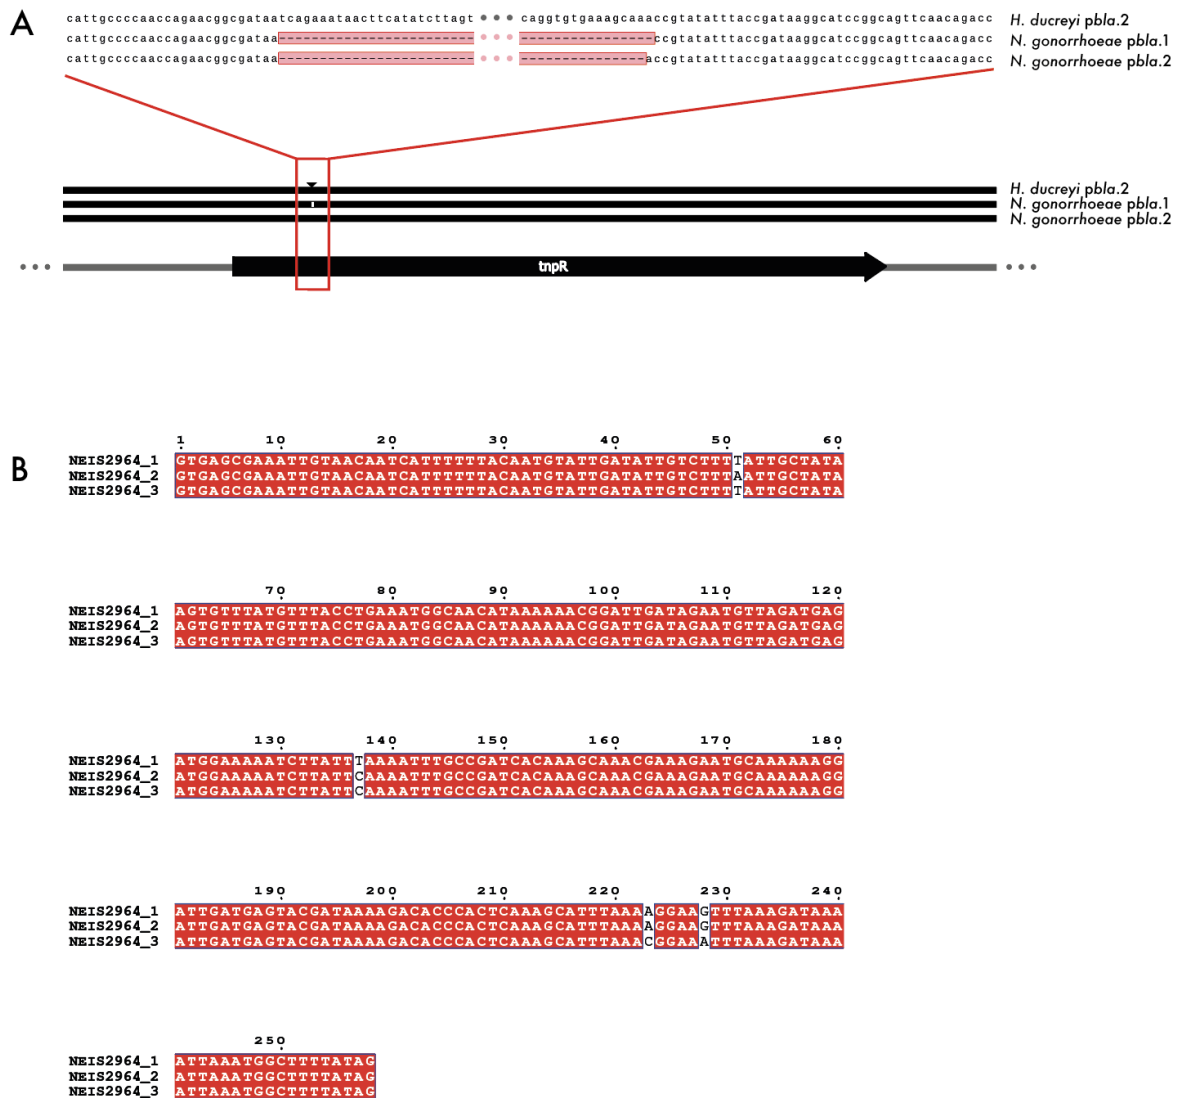 A
cattgccccaaccagaacggcgataatcagaaataacttcatatcttagt ••• caggtgtgaaagcaaaccgtatatttaccgataaggcatccggcagttcaacagacc H. ducreyi pbla.2
cattgccccaaccagaacggcgataa------------------------ ••• ----------------ccgtatatttaccgataaggcatccggcagttcaacagacc N. gonorrhoeae pbla.1
cattgccccaaccagaacggcgataa------------------------ ••• ---------------accgtatatttaccgataaggcatccggcagttcaacagacc N. gonorrhoeae pbla.2
H. ducreyi pbla.2
N. gonorrhoeae pbla.1
N. gonorrhoeae pbla.2
••• tnpR •••
B
1 10 20 30 40 50 60
NEIS2964_1 GTGAGCGAAATTGTAACAATCATTTTTTACAATGTATTGATATTGTCTTTTATTGCTATA
NEIS2964_2 GTGAGCGAAATTGTAACAATCATTTTTTACAATGTATTGATATTGTCTTTAATTGCTATA
NEIS2964_3 GTGAGCGAAATTGTAACAATCATTTTTTACAATGTATTGATATTGTCTTTTATTGCTATA
70 80 90 100 110 120
NEIS2964_1 AGTGTTTATGTTTACCTGAAATGGCAACATAAAAAACGGATTGATAGAATGTTAGATGAG
NEIS2964_2 AGTGTTTATGTTTACCTGAAATGGCAACATAAAAAACGGATTGATAGAATGTTAGATGAG
NEIS2964_3 AGTGTTTATGTTTACCTGAAATGGCAACATAAAAAACGGATTGATAGAATGTTAGATGAG
130 140 150 160 170 180
NEIS2964_1 ATGGAAAAATCTTATTTAAAATTTGCCGATCACAAAGCAAACGAAAGAATGCAAAAAAGG
NEIS2964_2 ATGGAAAAATCTTATTCAAAATTTGCCGATCACAAAGCAAACGAAAGAATGCAAAAAAGG
NEIS2964_3 ATGGAAAAATCTTATTCAAAATTTGCCGATCACAAAGCAAACGAAAGAATGCAAAAAAGG
190 200 210 220 230 240
NEIS2964_1 ATTGATGAGTACGATAAAAGACACCCACTCAAAGCATTTAAAAGGAAGTTTAAAGATAAA
NEIS2964_2 ATTGATGAGTACGATAAAAGACACCCACTCAAAGCATTTAAAAGGAAGTTTAAAGATAAA
NEIS2964_3 ATTGATGAGTACGATAAAAGACACCCACTCAAAGCATTTAAACGGAAATTTAAAGATAAA
250
NEIS2964_1 ATTAAATGGCTTTTATAG
NEIS2964_2 ATTAAATGGCTTTTATAG
NEIS2964_3 ATTAAATGGCTTTTATAG